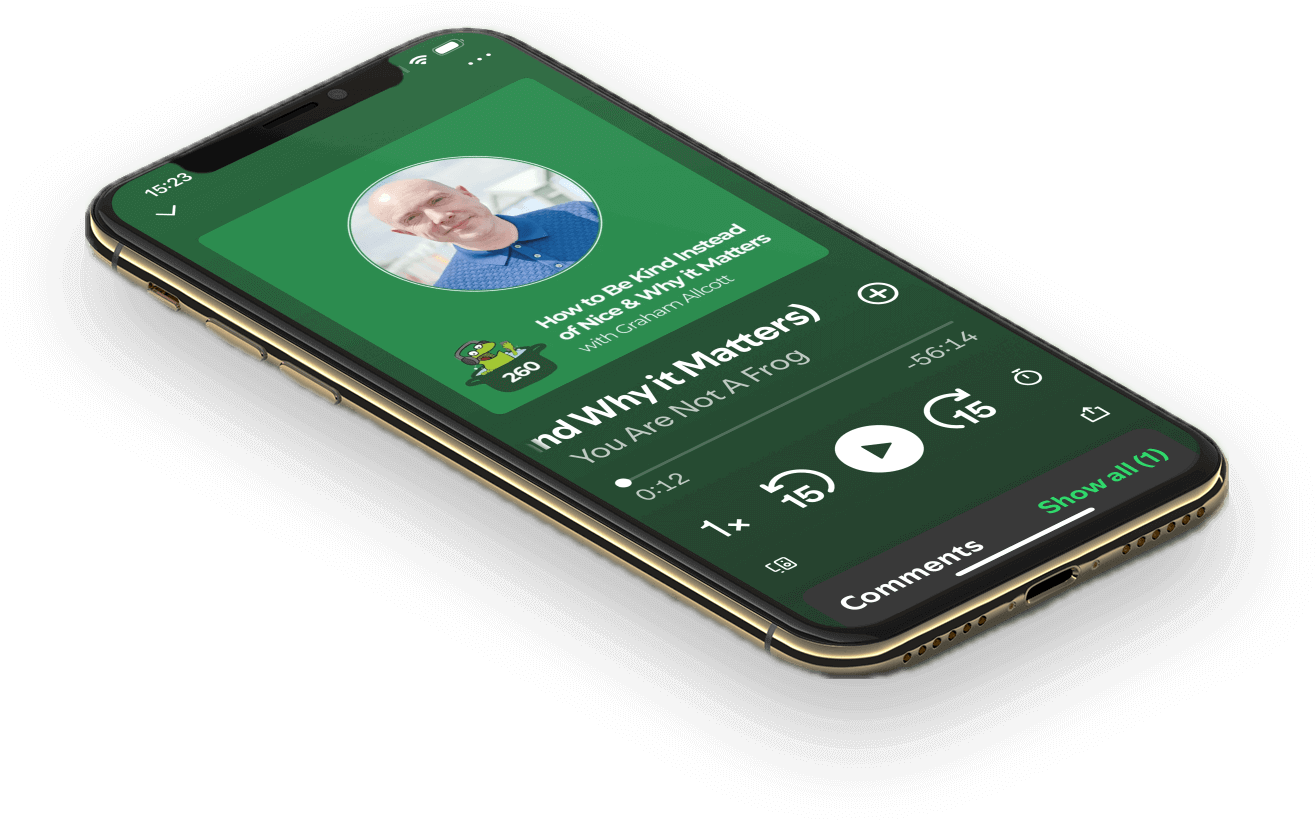 15:23
How to Be Kind Instead
of Nice & Why it Matters
with Graham Allcott
260
nd Why it Matters)
You Are Not A Frog
0:12
-56:14
1×
15
15
Comments
Show all (1)